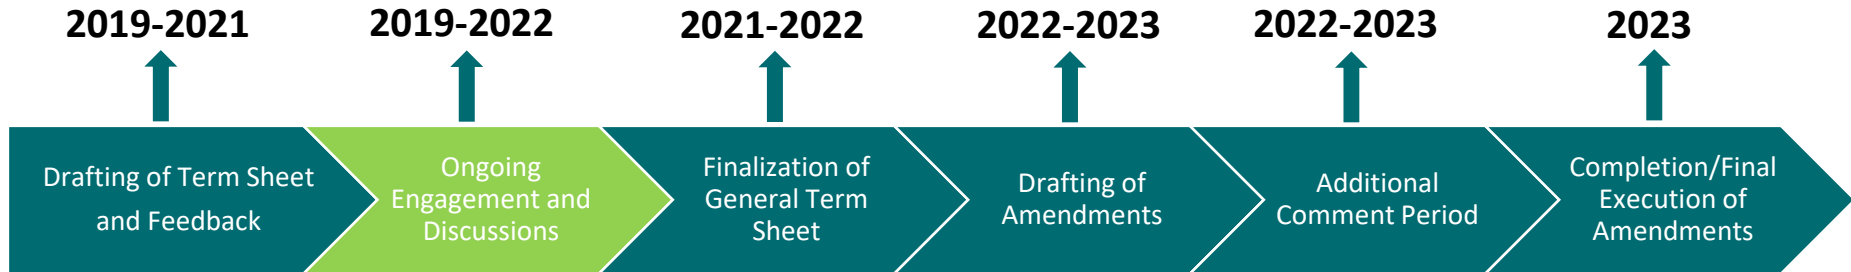 2019-2021
2019-2022
2021-2022
2022-2023
2022-2023
2023
Drafting of Term Sheet
and Feedback
Ongoing
Engagement and
Discussions
Finalization of
General Term
Sheet
Drafting of
Amendments
Additional
Comment Period
Completion/Final
Execution of
Amendments